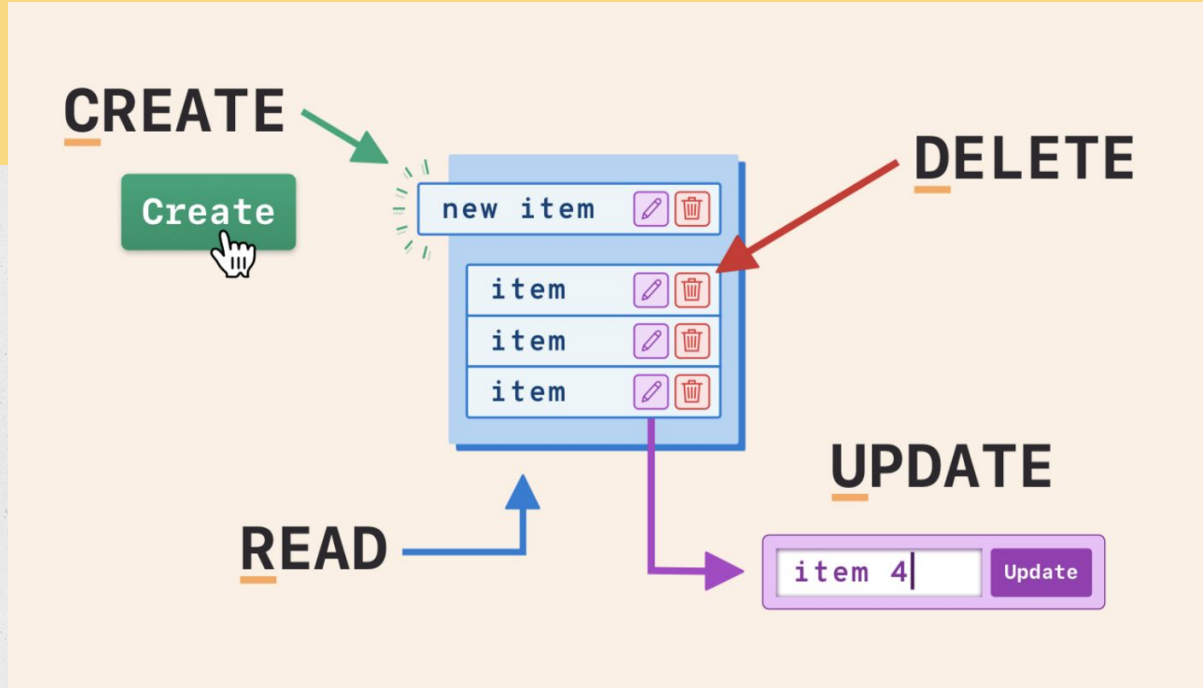 CREATE
Create
new item
item
item
item
DELETE
READ
UPDATE
item 4
Update